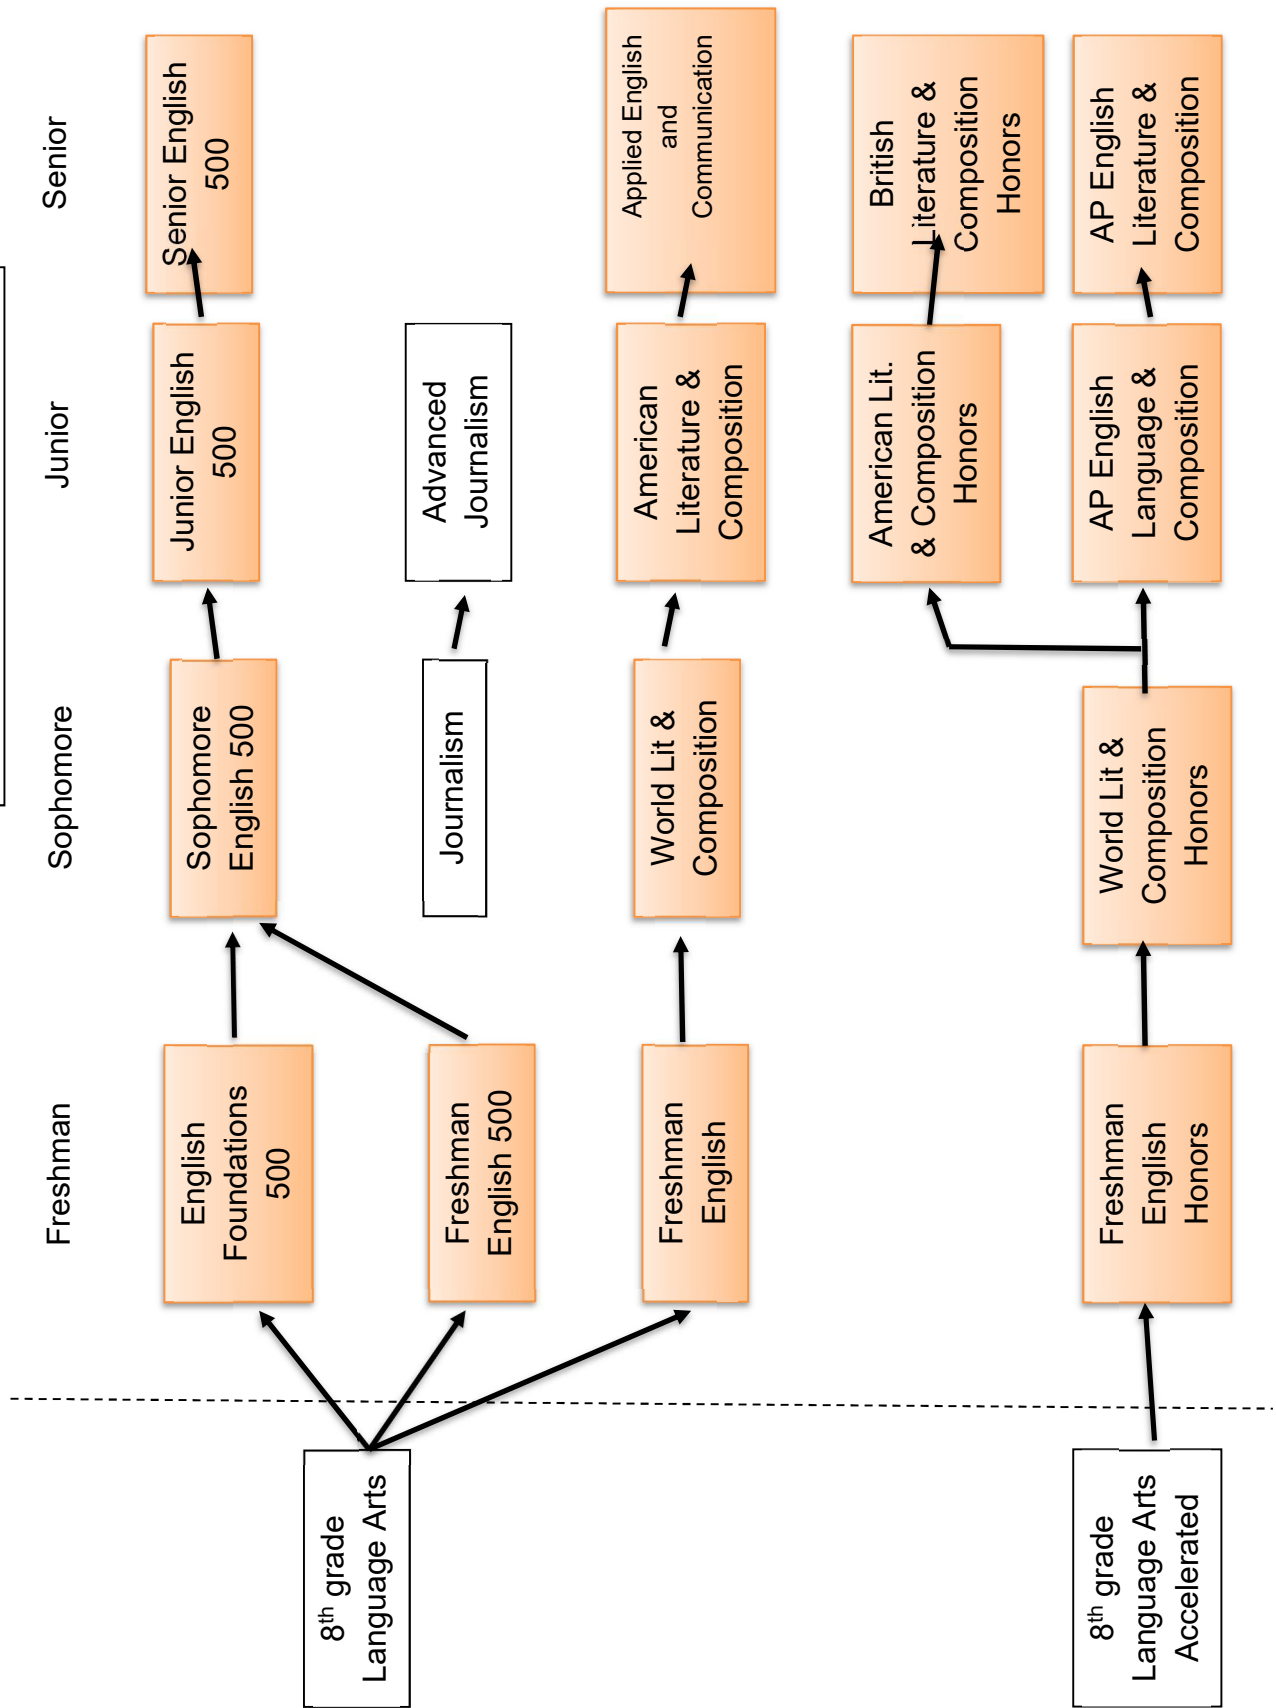 Freshman
Sophomore
Junior
Senior
8th grade
Language Arts
English
Foundations
500
Sophomore
English 500
Junior English
500
Senior English
500
Freshman
English 500
Journalism
Advanced
Journalism
Freshman
English
World Lit &
Composition
American
Literature &
Composition
Applied English
and
Communication
American Lit.
& Composition
Honors
British
Literature &
Composition
Honors
8th grade
Language Arts
Accelerated
Freshman
English
Honors
World Lit &
Composition
Honors
AP English
Language &
Composition
AP English
Literature &
Composition